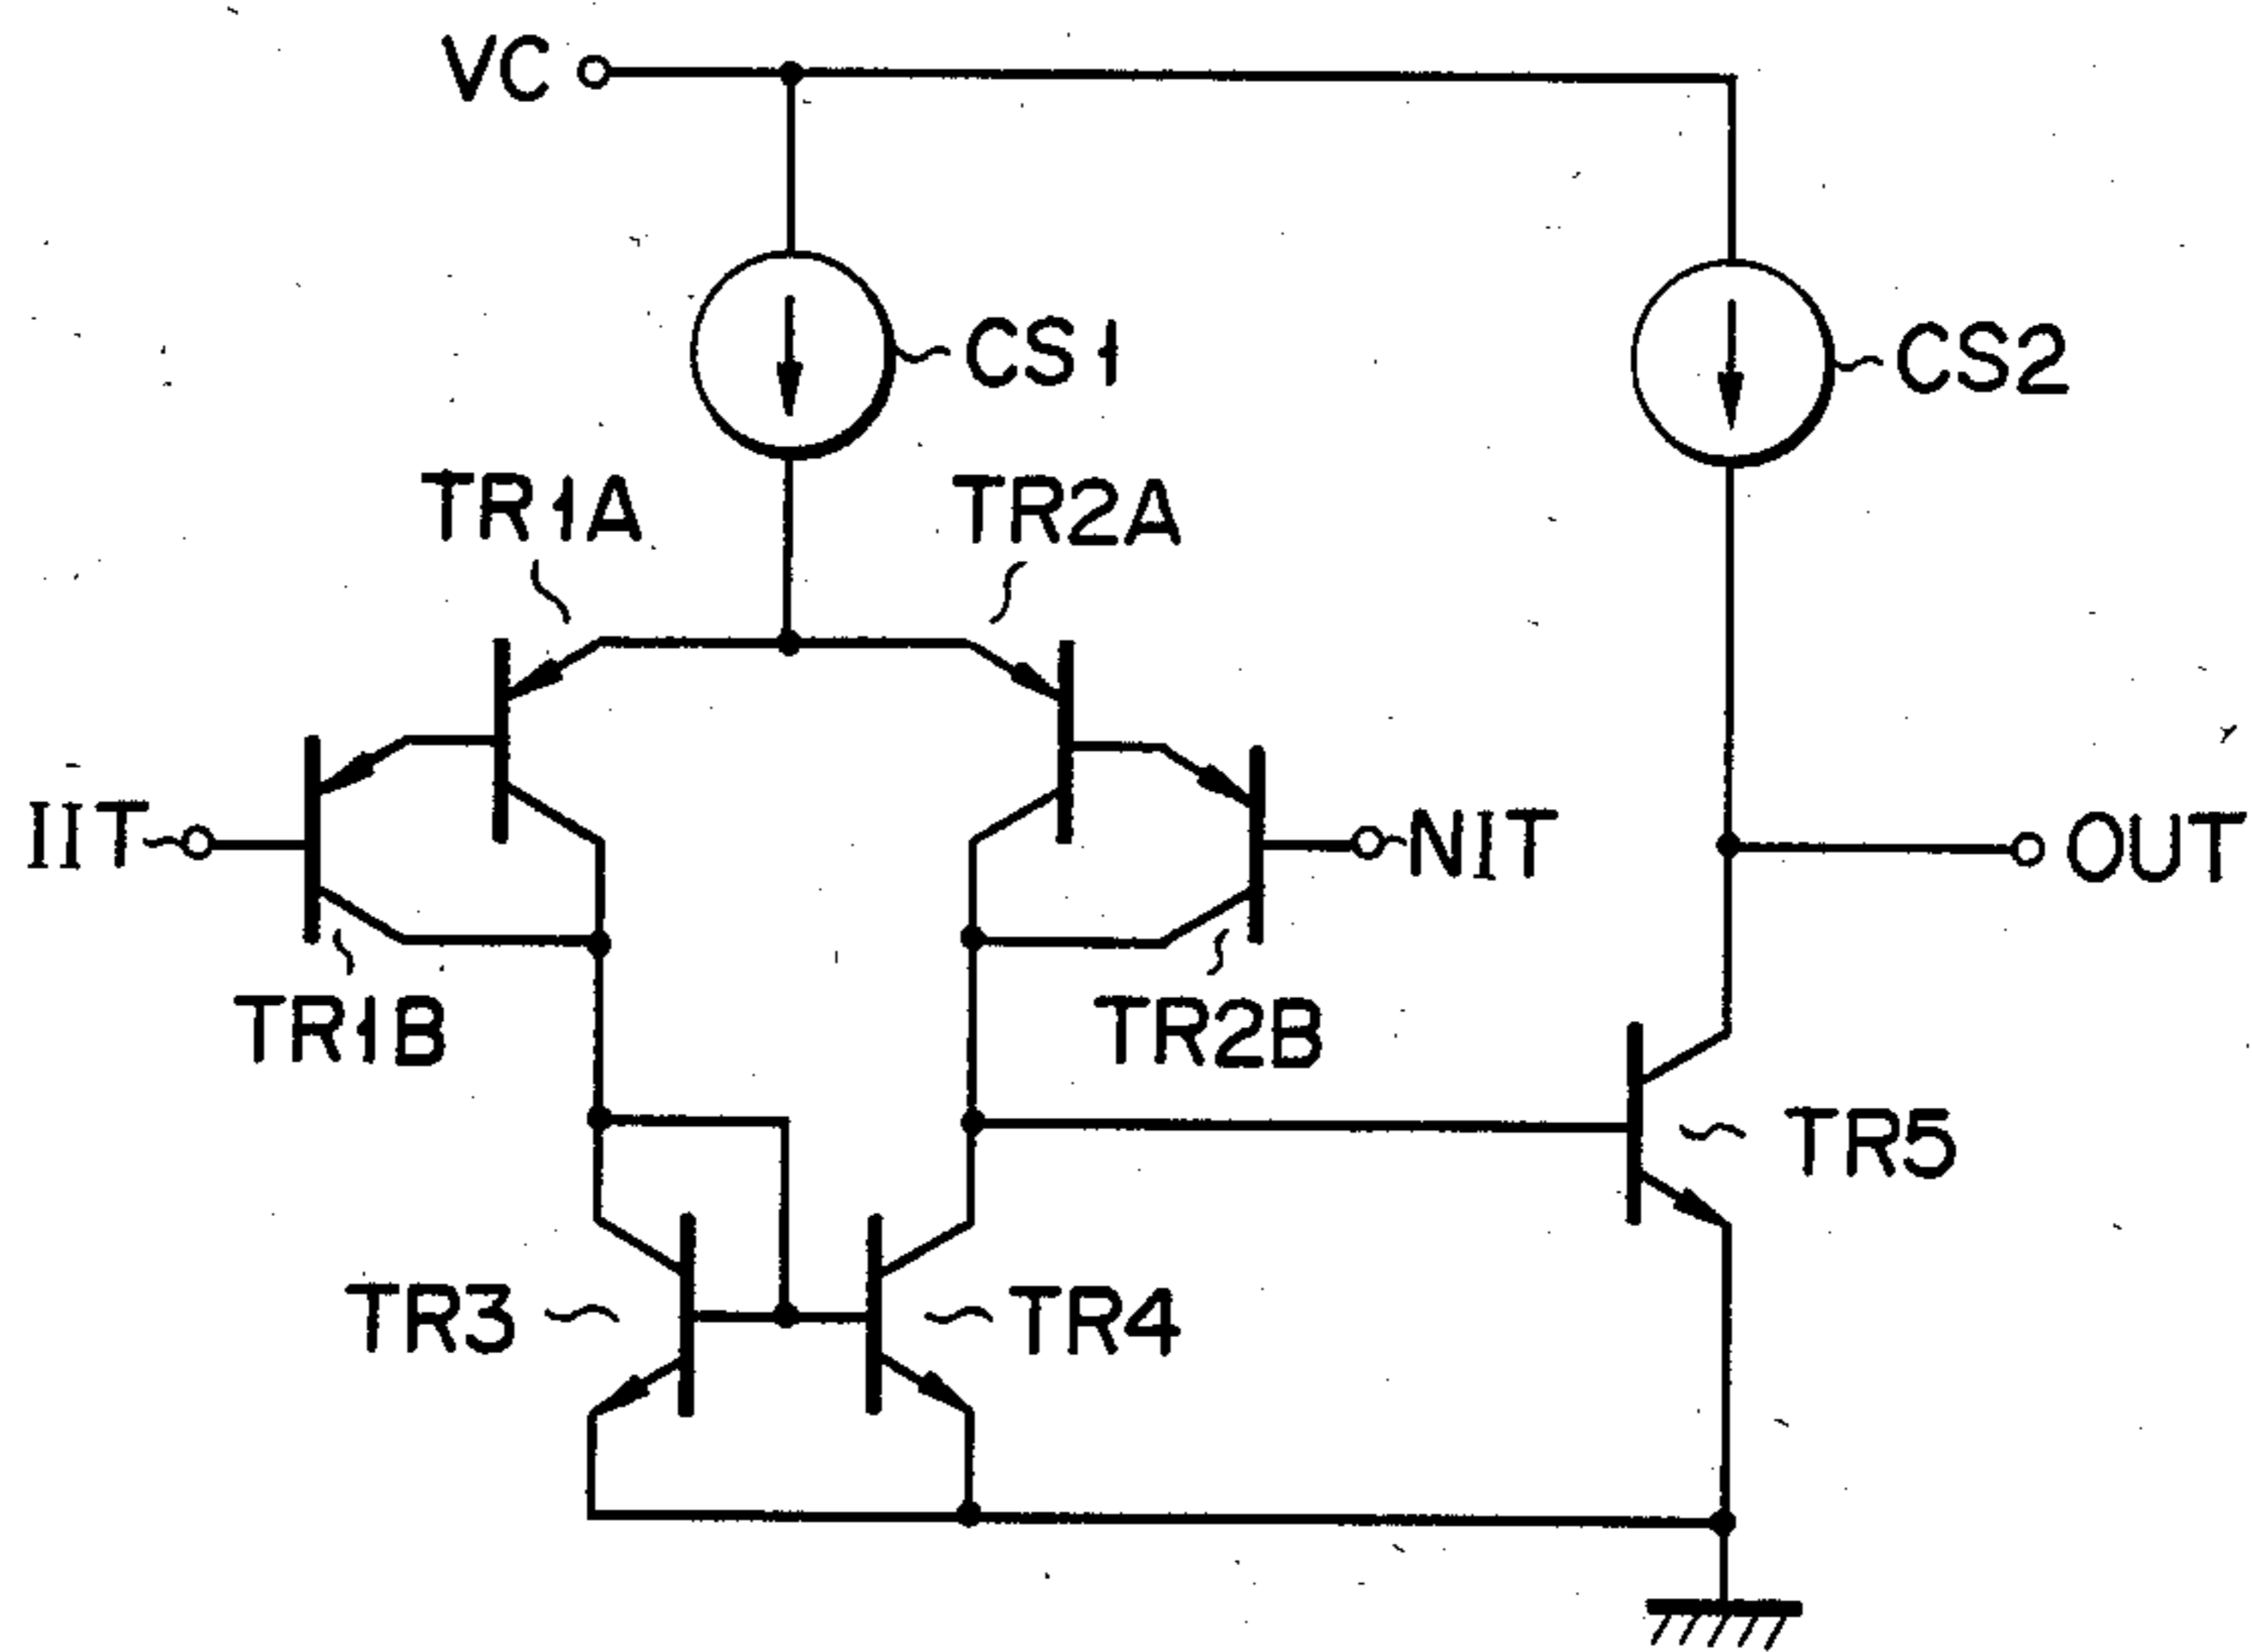 VC
CS1
CS2
TR1A
TR2A
IIT
NIT
OUT
TR1B
TR2B
TR5
TR3
TR4